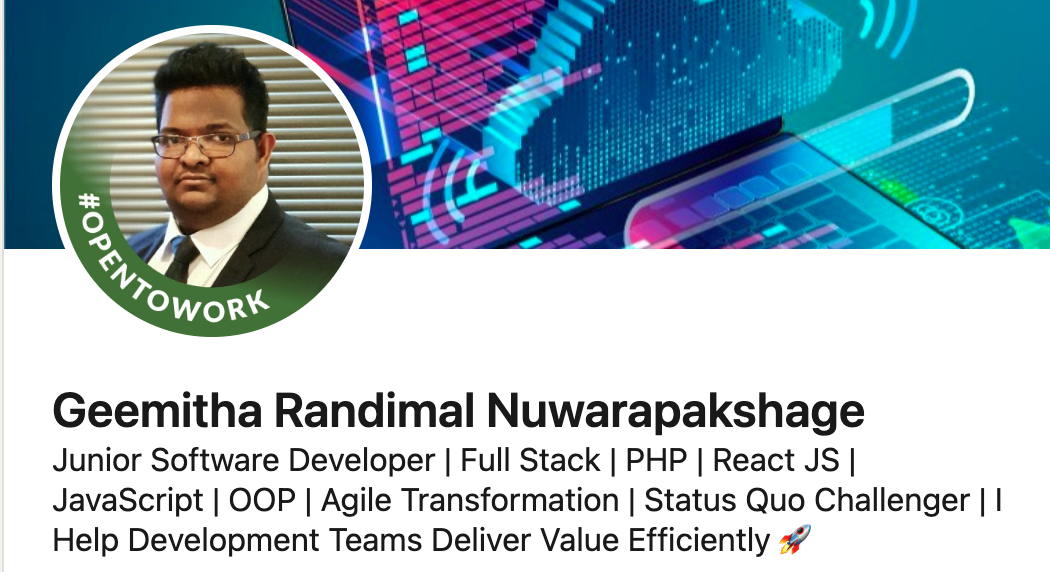 #OPENTOWORK
Geemitha Randimal Nuwarapakshage
Junior Software Developer | Full Stack | PHP | React JS |
JavaScript | OOP | Agile Transformation | Status Quo Challenger | I
Help Development Teams Deliver Value Efficiently 🚀